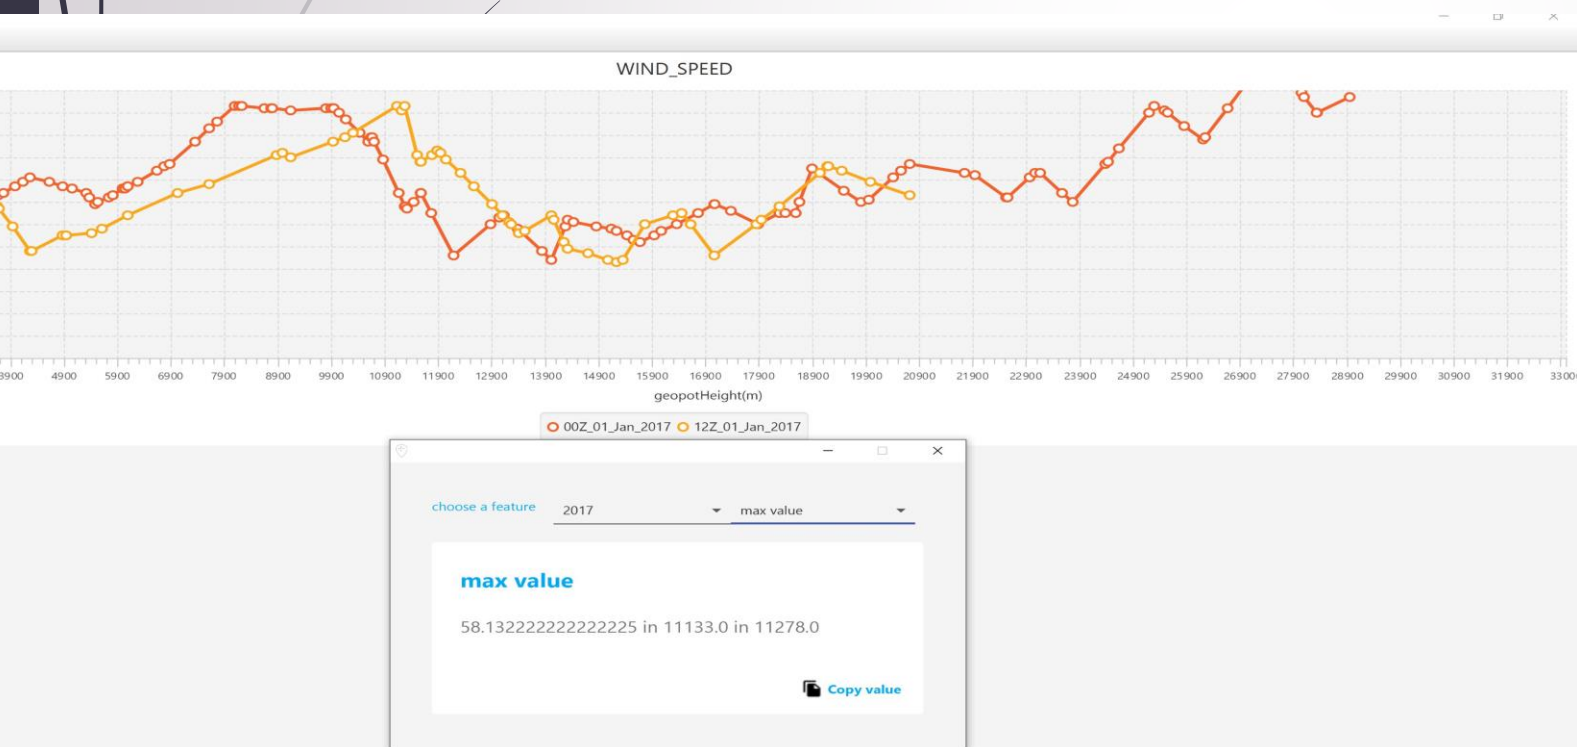 WIND_SPEED
3900 4900 5900 6900 7900 8900 9900 10900 11900 12900 13900 14900 15900 16900 17900 18900 19900 20900 21900 22900 23900 24900 25900 26900 27900 28900 29900 30900 31900 33000
geopotHeight(m)
00Z_01_Jan_2017 12Z_01_Jan_2017
choose a feature 2017 max value
max value
58.132222222222225 in 11133.0 in 11278.0
Copy value